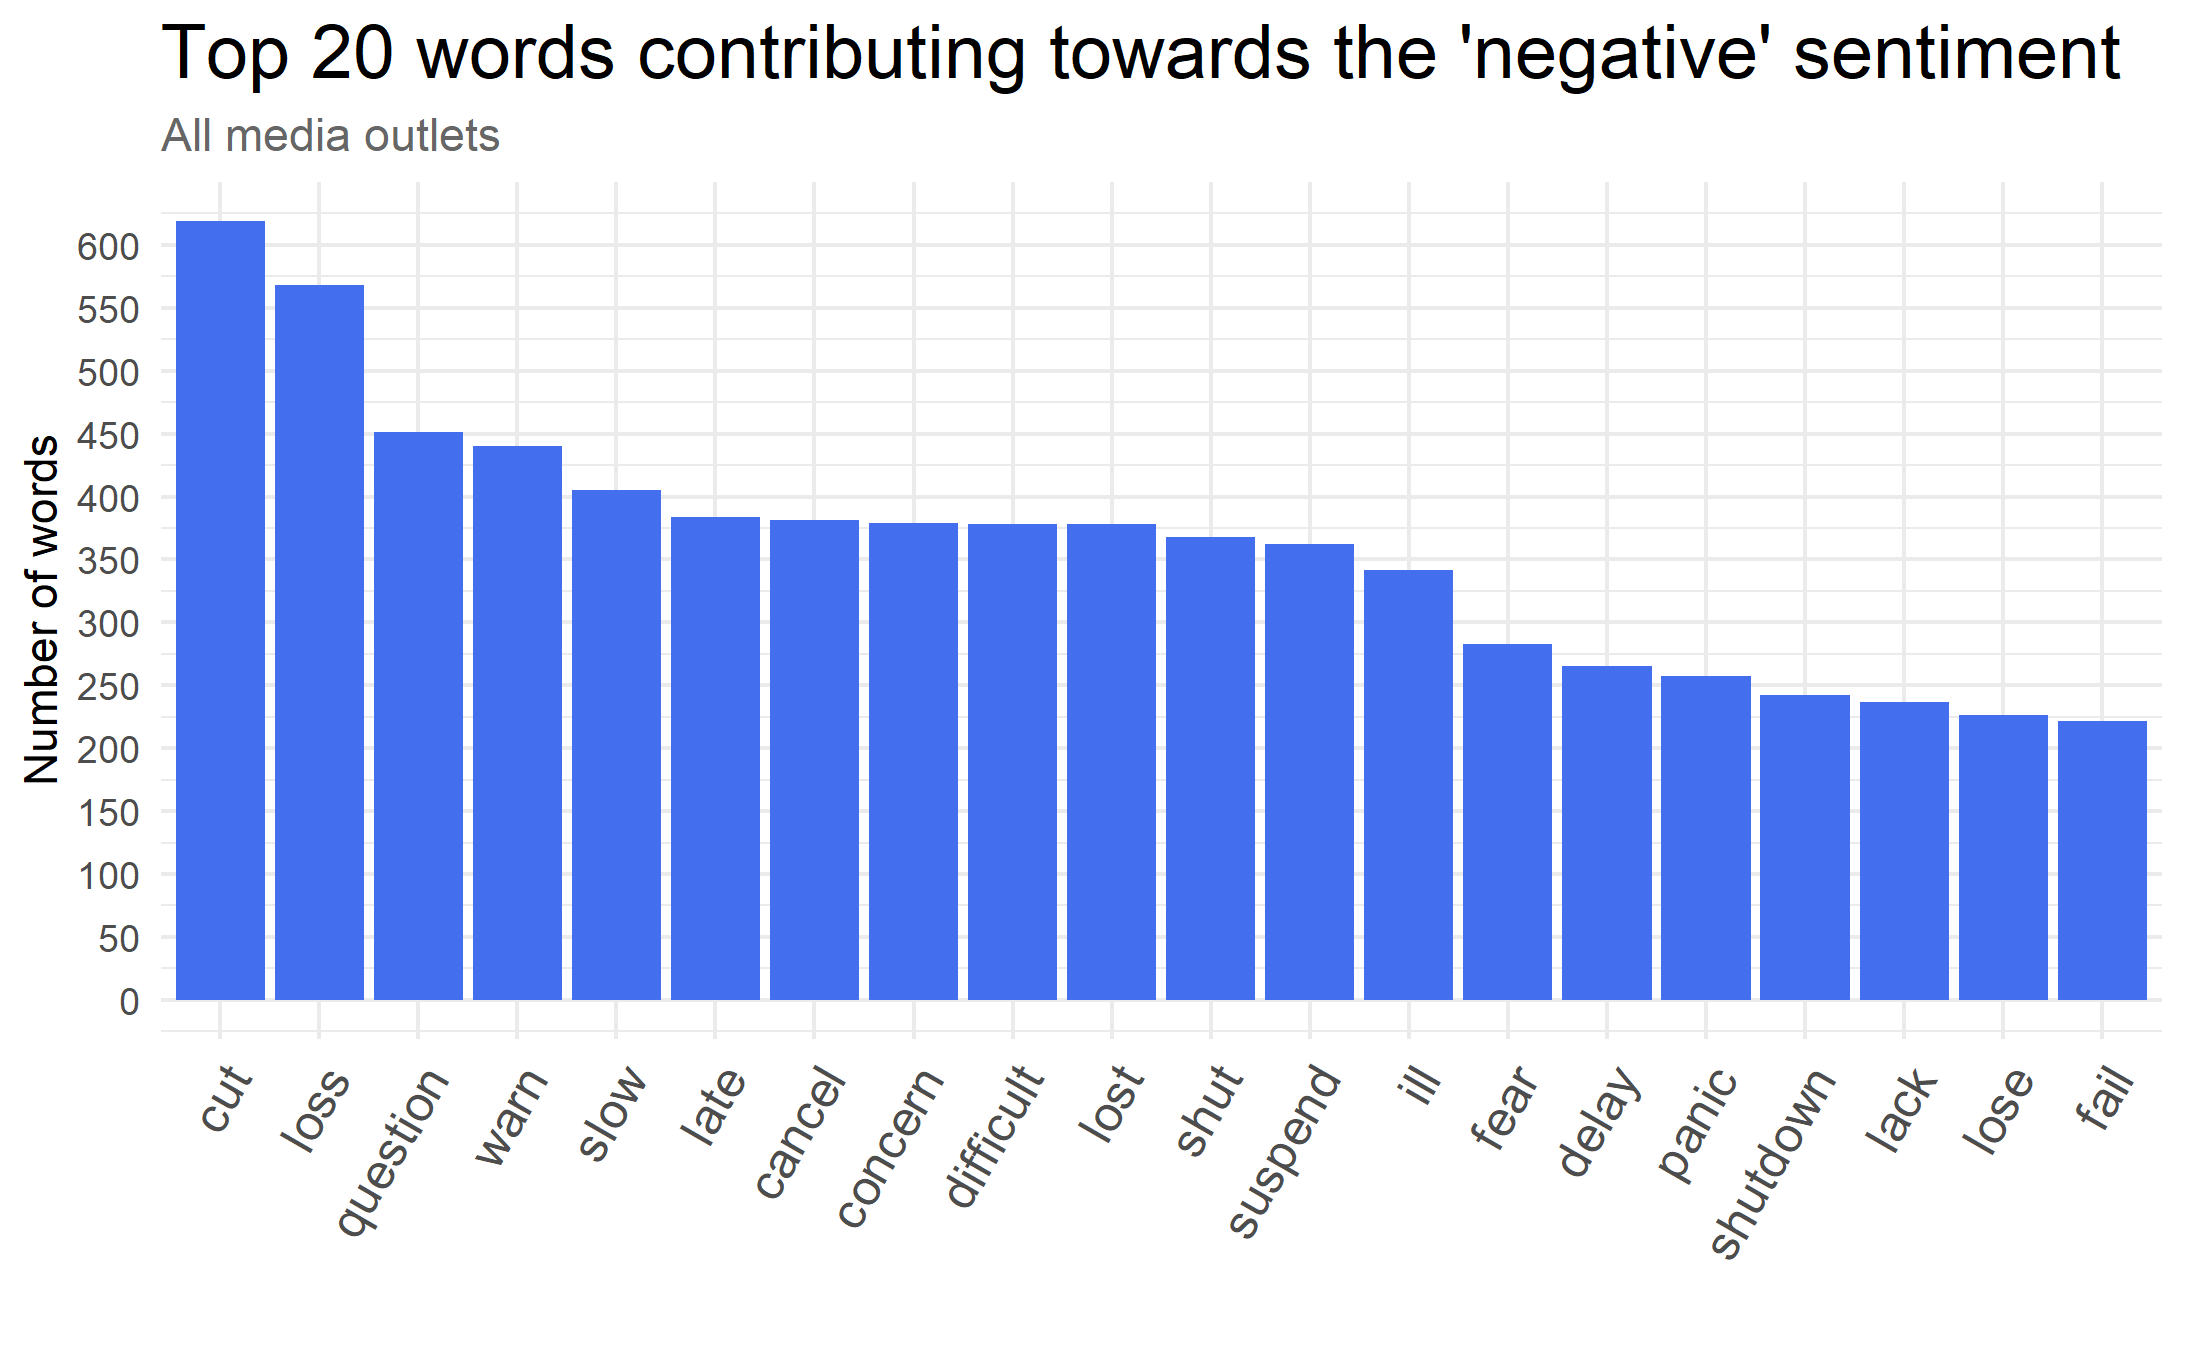 Top 20 words contributing towards the 'negative' sentiment
All media outlets
Number of words
600
550
500
450
400
350
300
250
200
150
100
50
0
cut
loss
question
warn
slow
late
cancel
concern
difficult
lost
shut
suspend
ill
fear
delay
panic
shutdown
lack
lose
fail